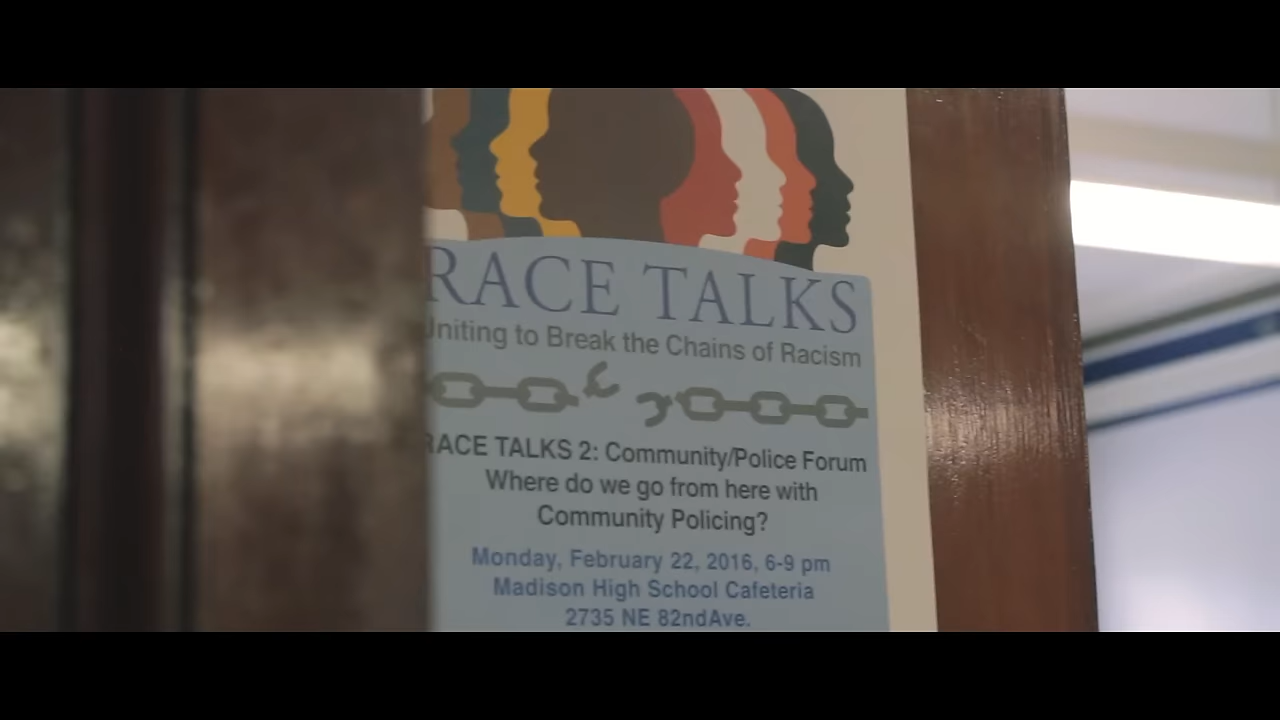 RACE TALKS
Uniting to Break the Chains of Racism
RACE TALKS 2: Community/Police Forum
Where do we go from here with
Community Policing?
Monday, February 22, 2016, 6-9 pm
Madison High School Cafeteria
2735 NE 82ndAve.